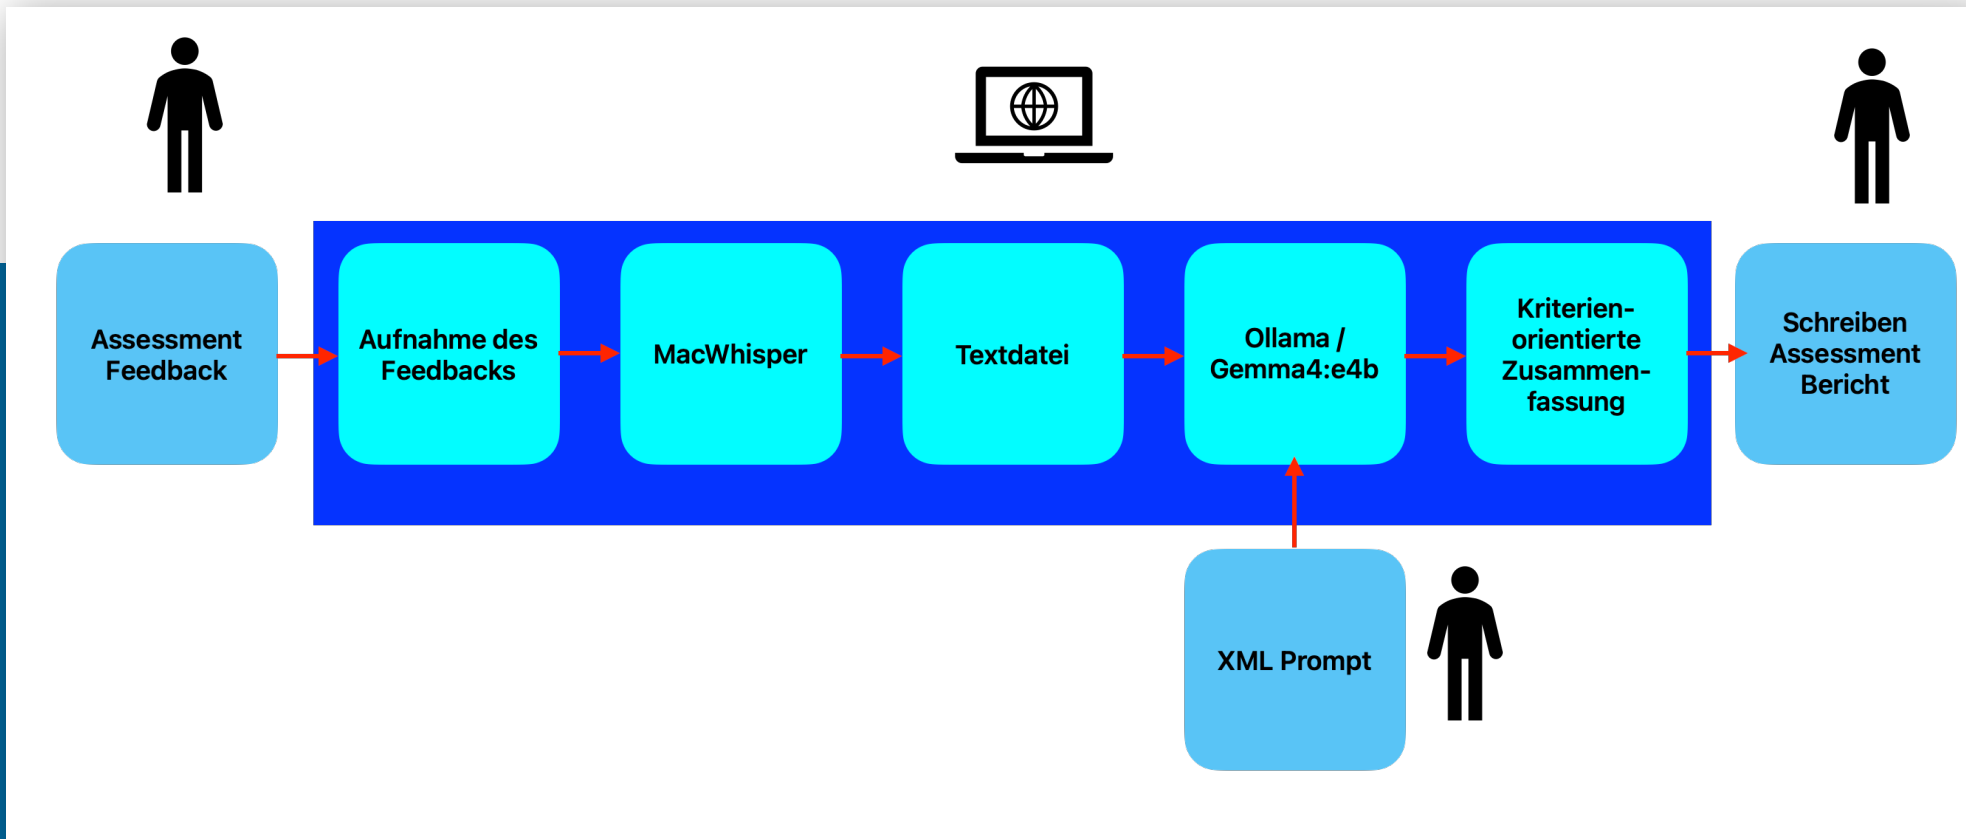 Assessment
Feedback
Aufnahme des
Feedbacks
MacWhisper
Textdatei
Ollama /
Gemma4:e4b
Kriterien-
orientierte
Zusammen-
fassung
Schreiben
Assessment
Bericht
XML Prompt